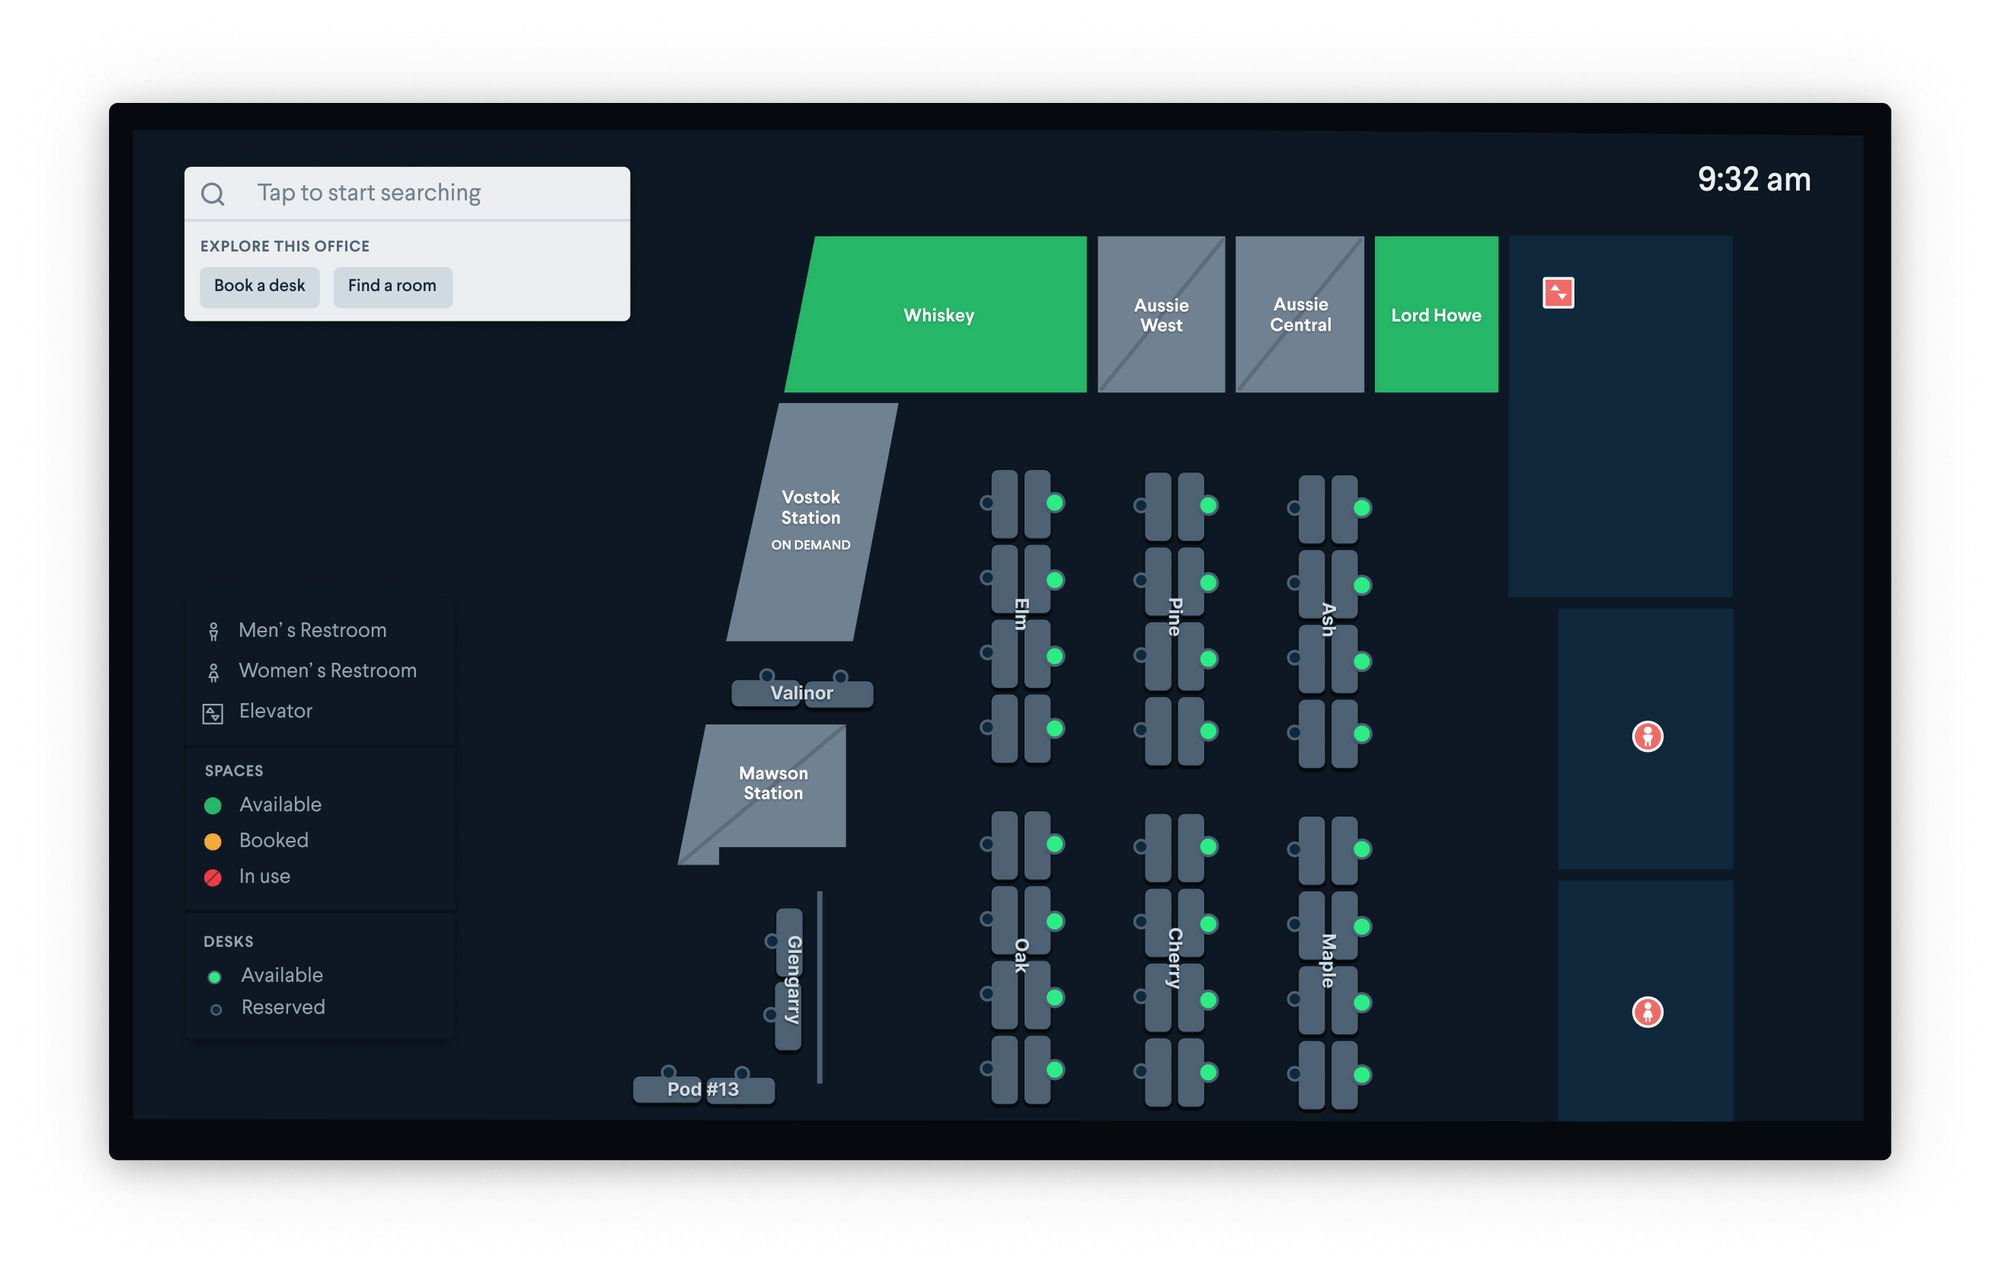 Tap to start searching
9:32 am
EXPLORE THIS OFFICE
Book a desk
Find a room
Whiskey
Aussie
West
Aussie
Central
Lord Howe
Vostok
Station
ON DEMAND
Elm
Pine
Ash
Men's Restroom
Women's Restroom
Elevator
Valinor
SPACES
Available
Booked
In use
Mawson
Station
DESKS
Available
Reserved
Glengarry
Oak
Cherry
Maple
Pod #13